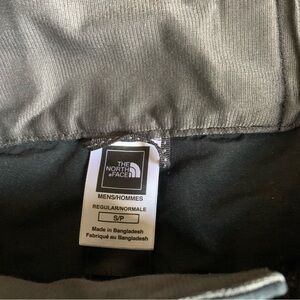 THE
NORTH
FACE
MENS/HOMMES
REGULAR/NORMALE
S/P
Made in Bangladesh
Fabriqué au Bangladesh